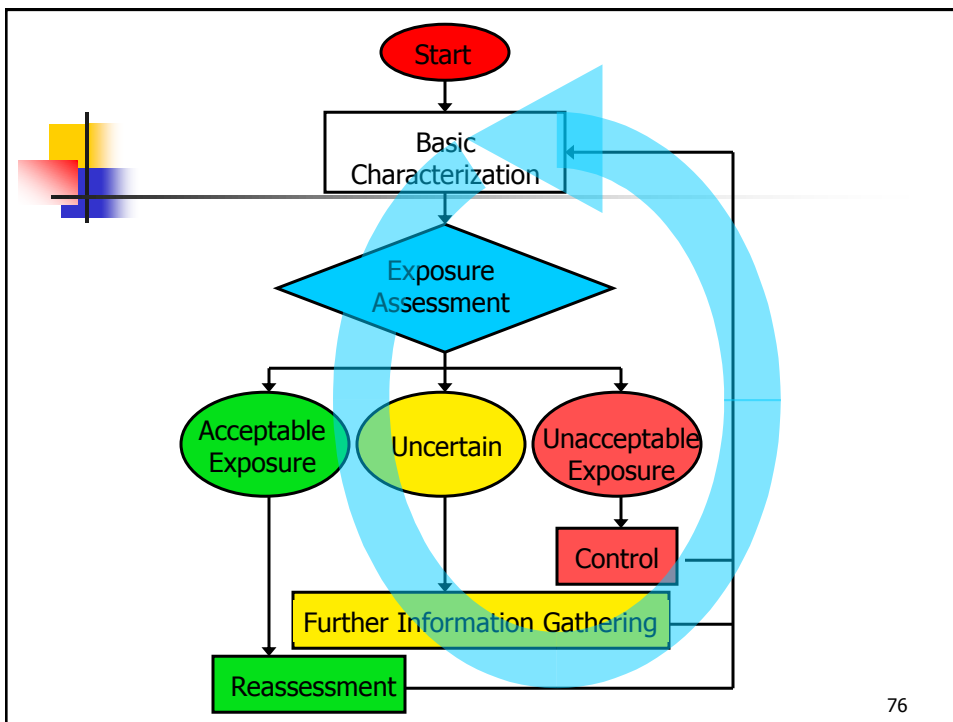 Start
Basic
Characterization
Exposure
Assessment
Acceptable
Exposure
Uncertain
Unacceptable
Exposure
Control
Further Information Gathering
Reassessment
76